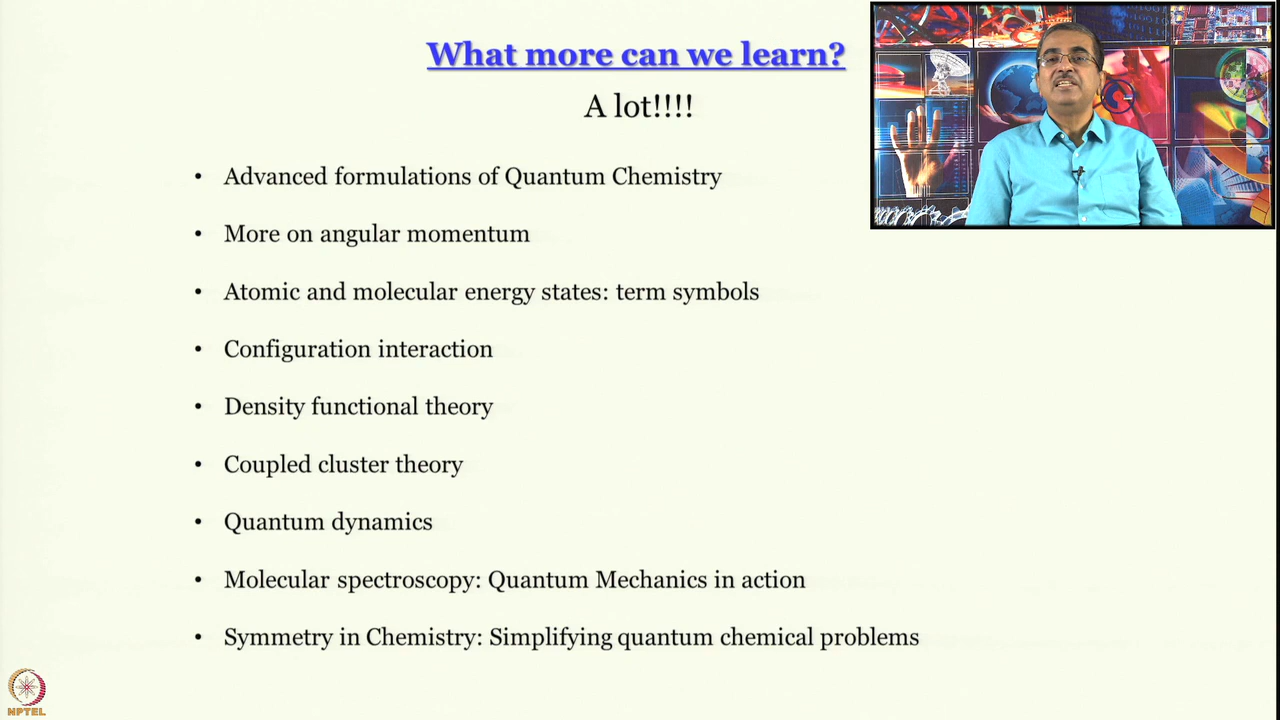 What more can we learn?
A lot!!!!
• Advanced formulations of Quantum Chemistry
• More on angular momentum
• Atomic and molecular energy states: term symbols
• Configuration interaction
• Density functional theory
• Coupled cluster theory
• Quantum dynamics
• Molecular spectroscopy: Quantum Mechanics in action
• Symmetry in Chemistry: Simplifying quantum chemical problems
NPTEL